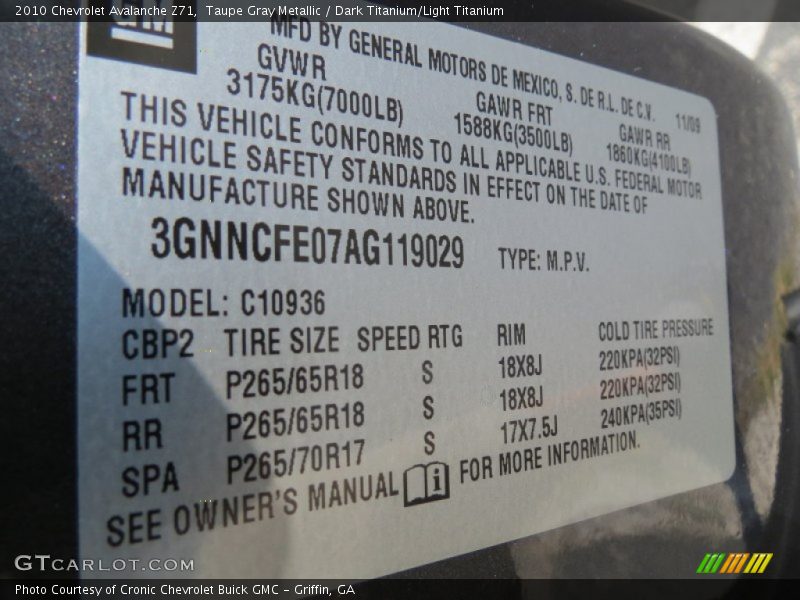 2010 Chevrolet Avalanche Z71, Taupe Gray Metallic / Dark Titanium/Light Titanium
GM
MFD BY GENERAL MOTORS DE MEXICO, S. DE R.L. DE C.V. 11/09
GVWR GAWR FRT GAWR RR
3175KG(7000LB) 1588KG(3500LB) 1860KG(4100LB)
THIS VEHICLE CONFORMS TO ALL APPLICABLE U.S. FEDERAL MOTOR
VEHICLE SAFETY STANDARDS IN EFFECT ON THE DATE OF
MANUFACTURE SHOWN ABOVE.
3GNNCFE07AG119029 TYPE: M.P.V.
MODEL: C10936
CBP2 TIRE SIZE SPEED RTG RIM COLD TIRE PRESSURE
FRT P265/65R18 S 18X8J 220KPA(32PSI)
RR P265/65R18 S 18X8J 220KPA(32PSI)
SPA P265/70R17 S 17X7.5J 240KPA(35PSI)
SEE OWNER'S MANUAL i FOR MORE INFORMATION.
GTCARLOT.COM
Photo Courtesy of Cronic Chevrolet Buick GMC – Griffin, GA